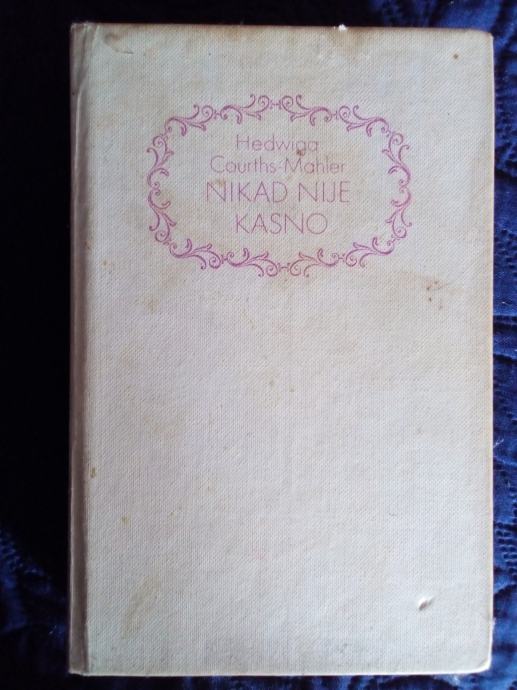 Hedwiga
Courths-Mahler
NIKAD NIJE
KASNO